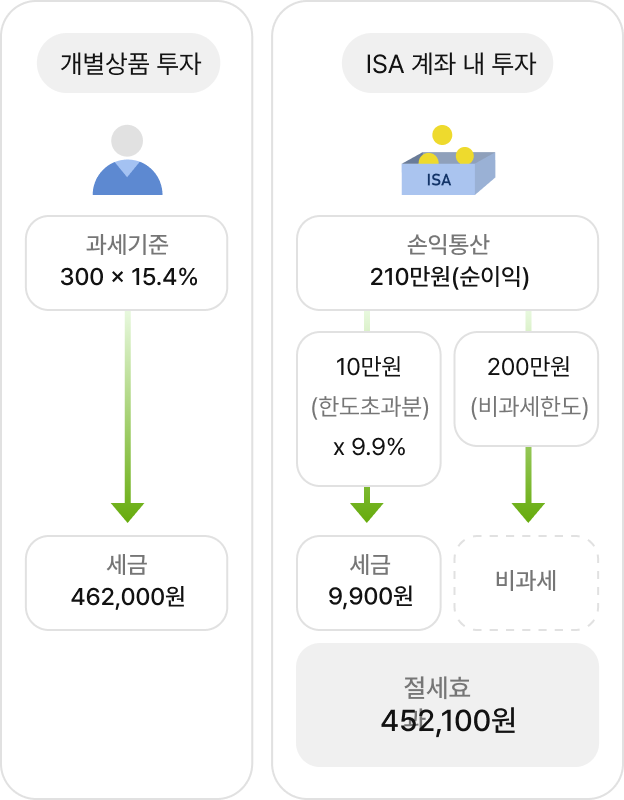 개별상품 투자
과세기준
300 × 15.4%
세금
462,000원
ISA 계좌 내 투자
ISA
손익통산
210만원(순이익)
10만원
(한도초과분)
x 9.9%
200만원
(비과세한도)
세금
9,900원
비과세
절세효
과
452,100원